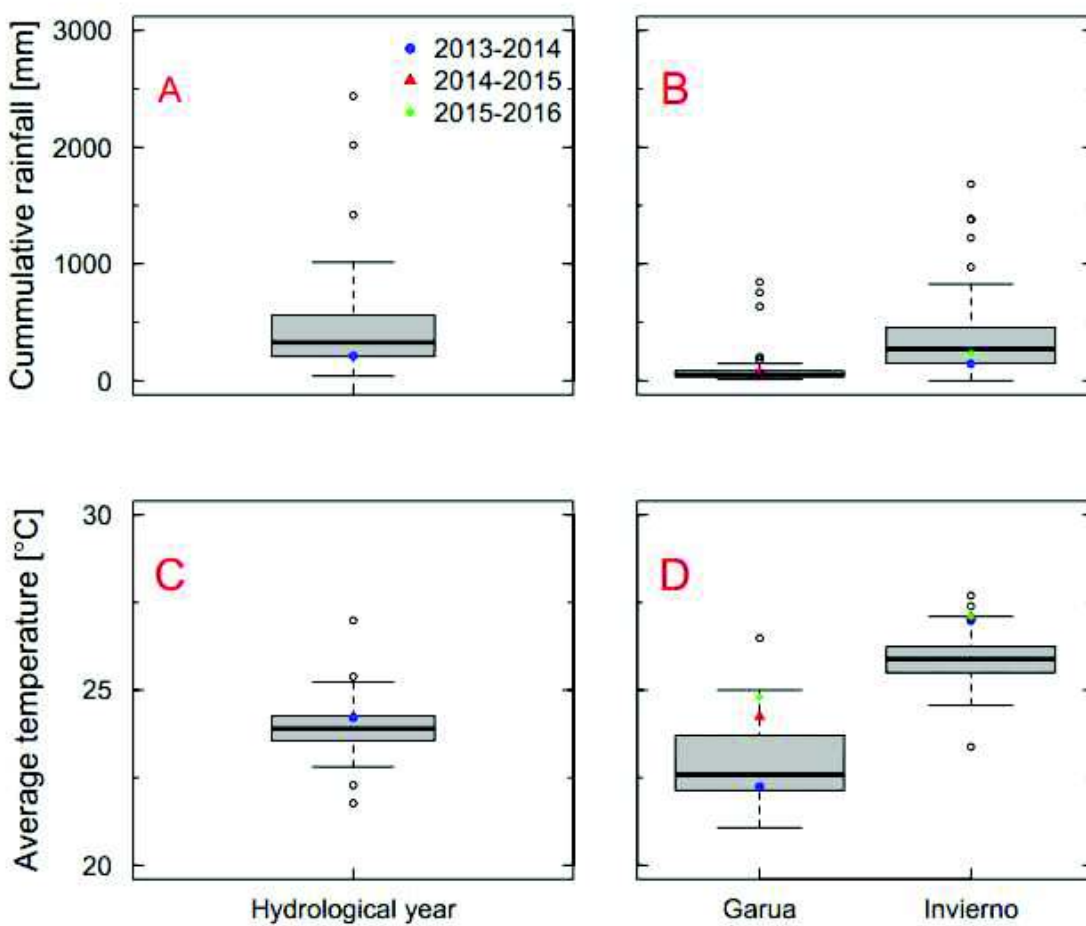 Cummulative rainfall [mm]
3000
2000
1000
0
A
2013-2014
2014-2015
2015-2016
B
Average temperature [°C]
30
25
20
C
D
Hydrological year
Garua
Invierno